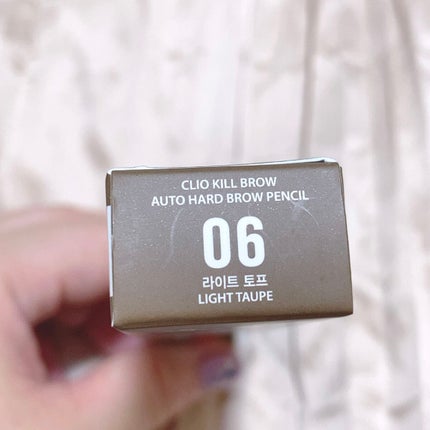 CLIO KILL BROW
AUTO HARD BROW PENCIL
06
라이트 토프
LIGHT TAUPE